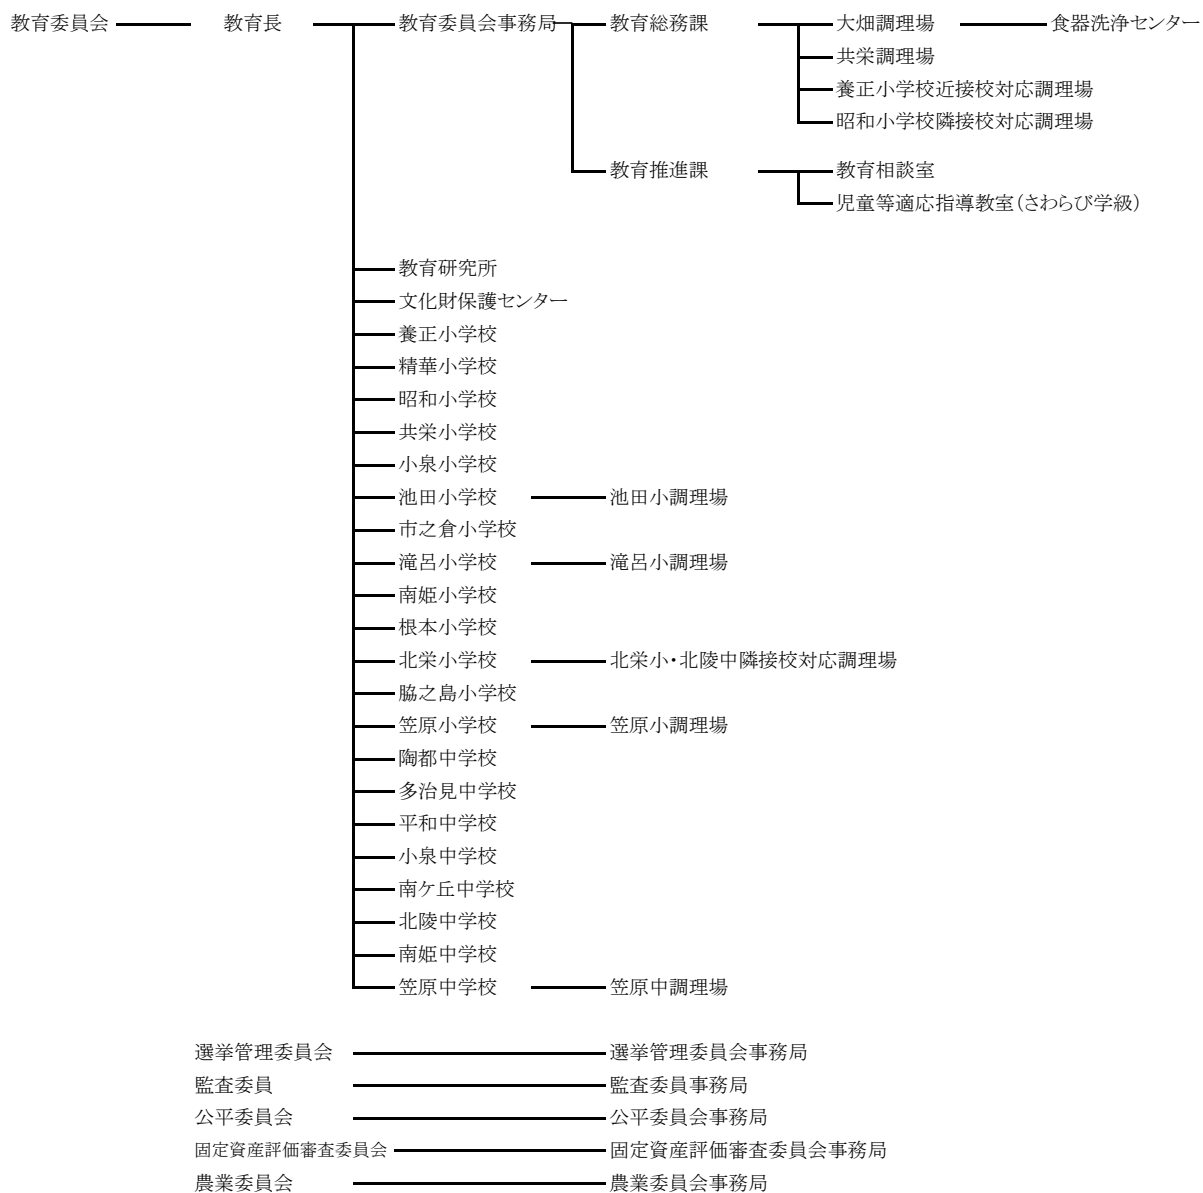 教育委員会 教育長 教育委員会事務局 教育総務課 大畑調理場 食器洗浄センター
共栄調理場
養正小学校近接校対応調理場
昭和小学校隣接校対応調理場
教育推進課 教育相談室
児童等適応指導教室(さわらび学級)
教育研究所
文化財保護センター
養正小学校
精華小学校
昭和小学校
共栄小学校
小泉小学校
池田小学校 池田小調理場
市之倉小学校
滝呂小学校 滝呂小調理場
南姫小学校
根本小学校
北栄小学校 北栄小・北陵中隣接校対応調理場
脇之島小学校
笠原小学校 笠原小調理場
陶都中学校
多治見中学校
平和中学校
小泉中学校
南ケ丘中学校
北陵中学校
南姫中学校
笠原中学校 笠原中調理場
選挙管理委員会 選挙管理委員会事務局
監査委員 監査委員事務局
公平委員会 公平委員会事務局
固定資産評価審査委員会 固定資産評価審査委員会事務局
農業委員会 農業委員会事務局